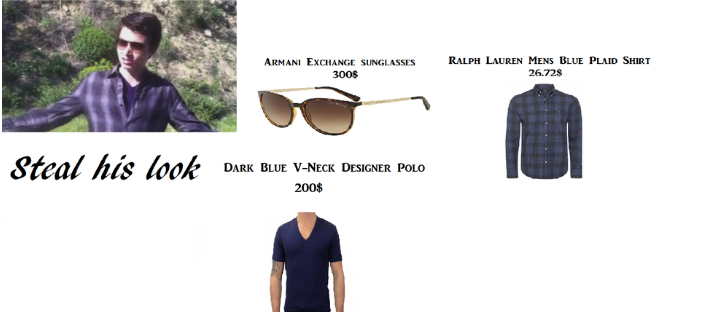 Armani Exchange sunglasses
300$
Ralph Lauren Mens Blue Plaid Shirt
26.72$
Steal his look
Dark Blue V-Neck Designer Polo
200$